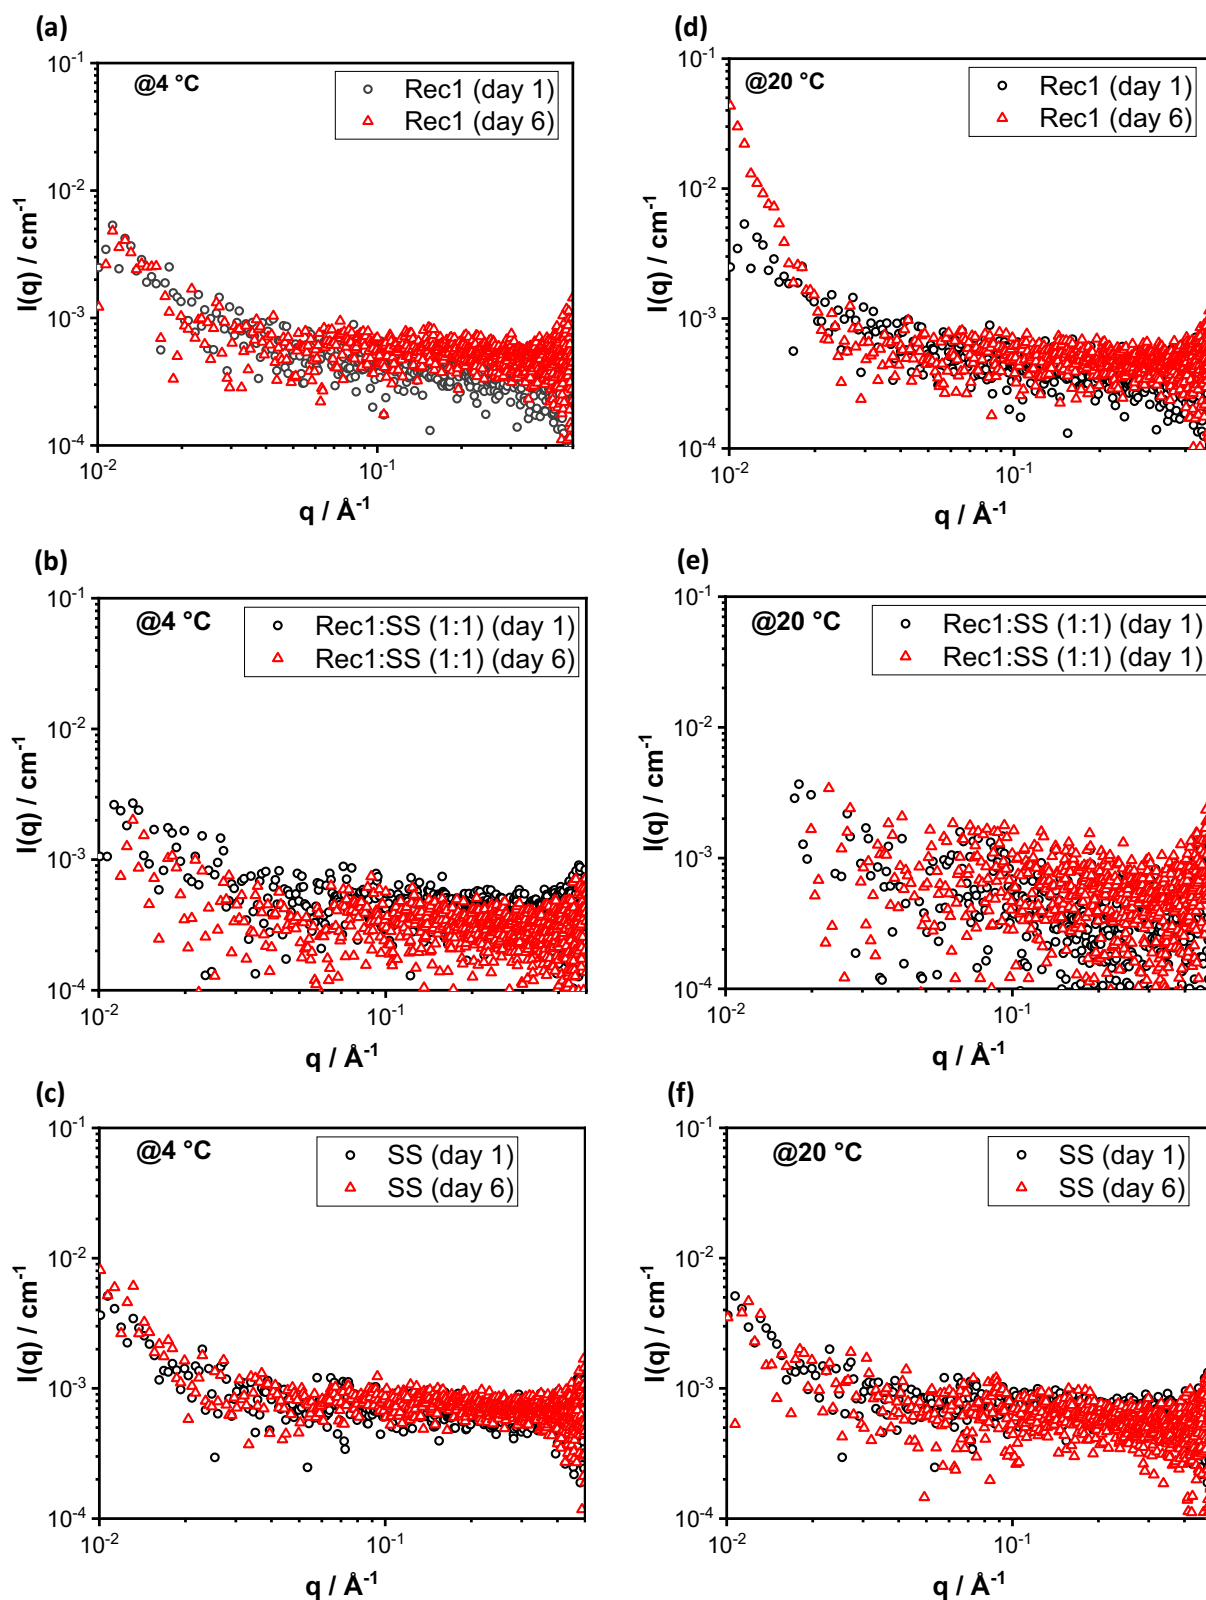 (a)
@4 °C
Rec1 (day 1)
Rec1 (day 6)
10⁻¹
10⁻²
10⁻³
10⁻⁴
I(q) / cm⁻¹
10⁻² 10⁻¹
q / Å⁻¹
(d)
@20 °C
Rec1 (day 1)
Rec1 (day 6)
10⁻¹
10⁻²
10⁻³
10⁻⁴
I(q) / cm⁻¹
10⁻² 10⁻¹
q / Å⁻¹
(b)
@4 °C
Rec1:SS (1:1) (day 1)
Rec1:SS (1:1) (day 6)
10⁻¹
10⁻²
10⁻³
10⁻⁴
I(q) / cm⁻¹
10⁻² 10⁻¹
q / Å⁻¹
(e)
@20 °C
Rec1:SS (1:1) (day 1)
Rec1:SS (1:1) (day 1)
10⁻¹
10⁻²
10⁻³
10⁻⁴
I(q) / cm⁻¹
10⁻² 10⁻¹
q / Å⁻¹
(c)
@4 °C
SS (day 1)
SS (day 6)
10⁻¹
10⁻²
10⁻³
10⁻⁴
I(q) / cm⁻¹
10⁻² 10⁻¹
q / Å⁻¹
(f)
@20 °C
SS (day 1)
SS (day 6)
10⁻¹
10⁻²
10⁻³
10⁻⁴
I(q) / cm⁻¹
10⁻² 10⁻¹
q / Å⁻¹